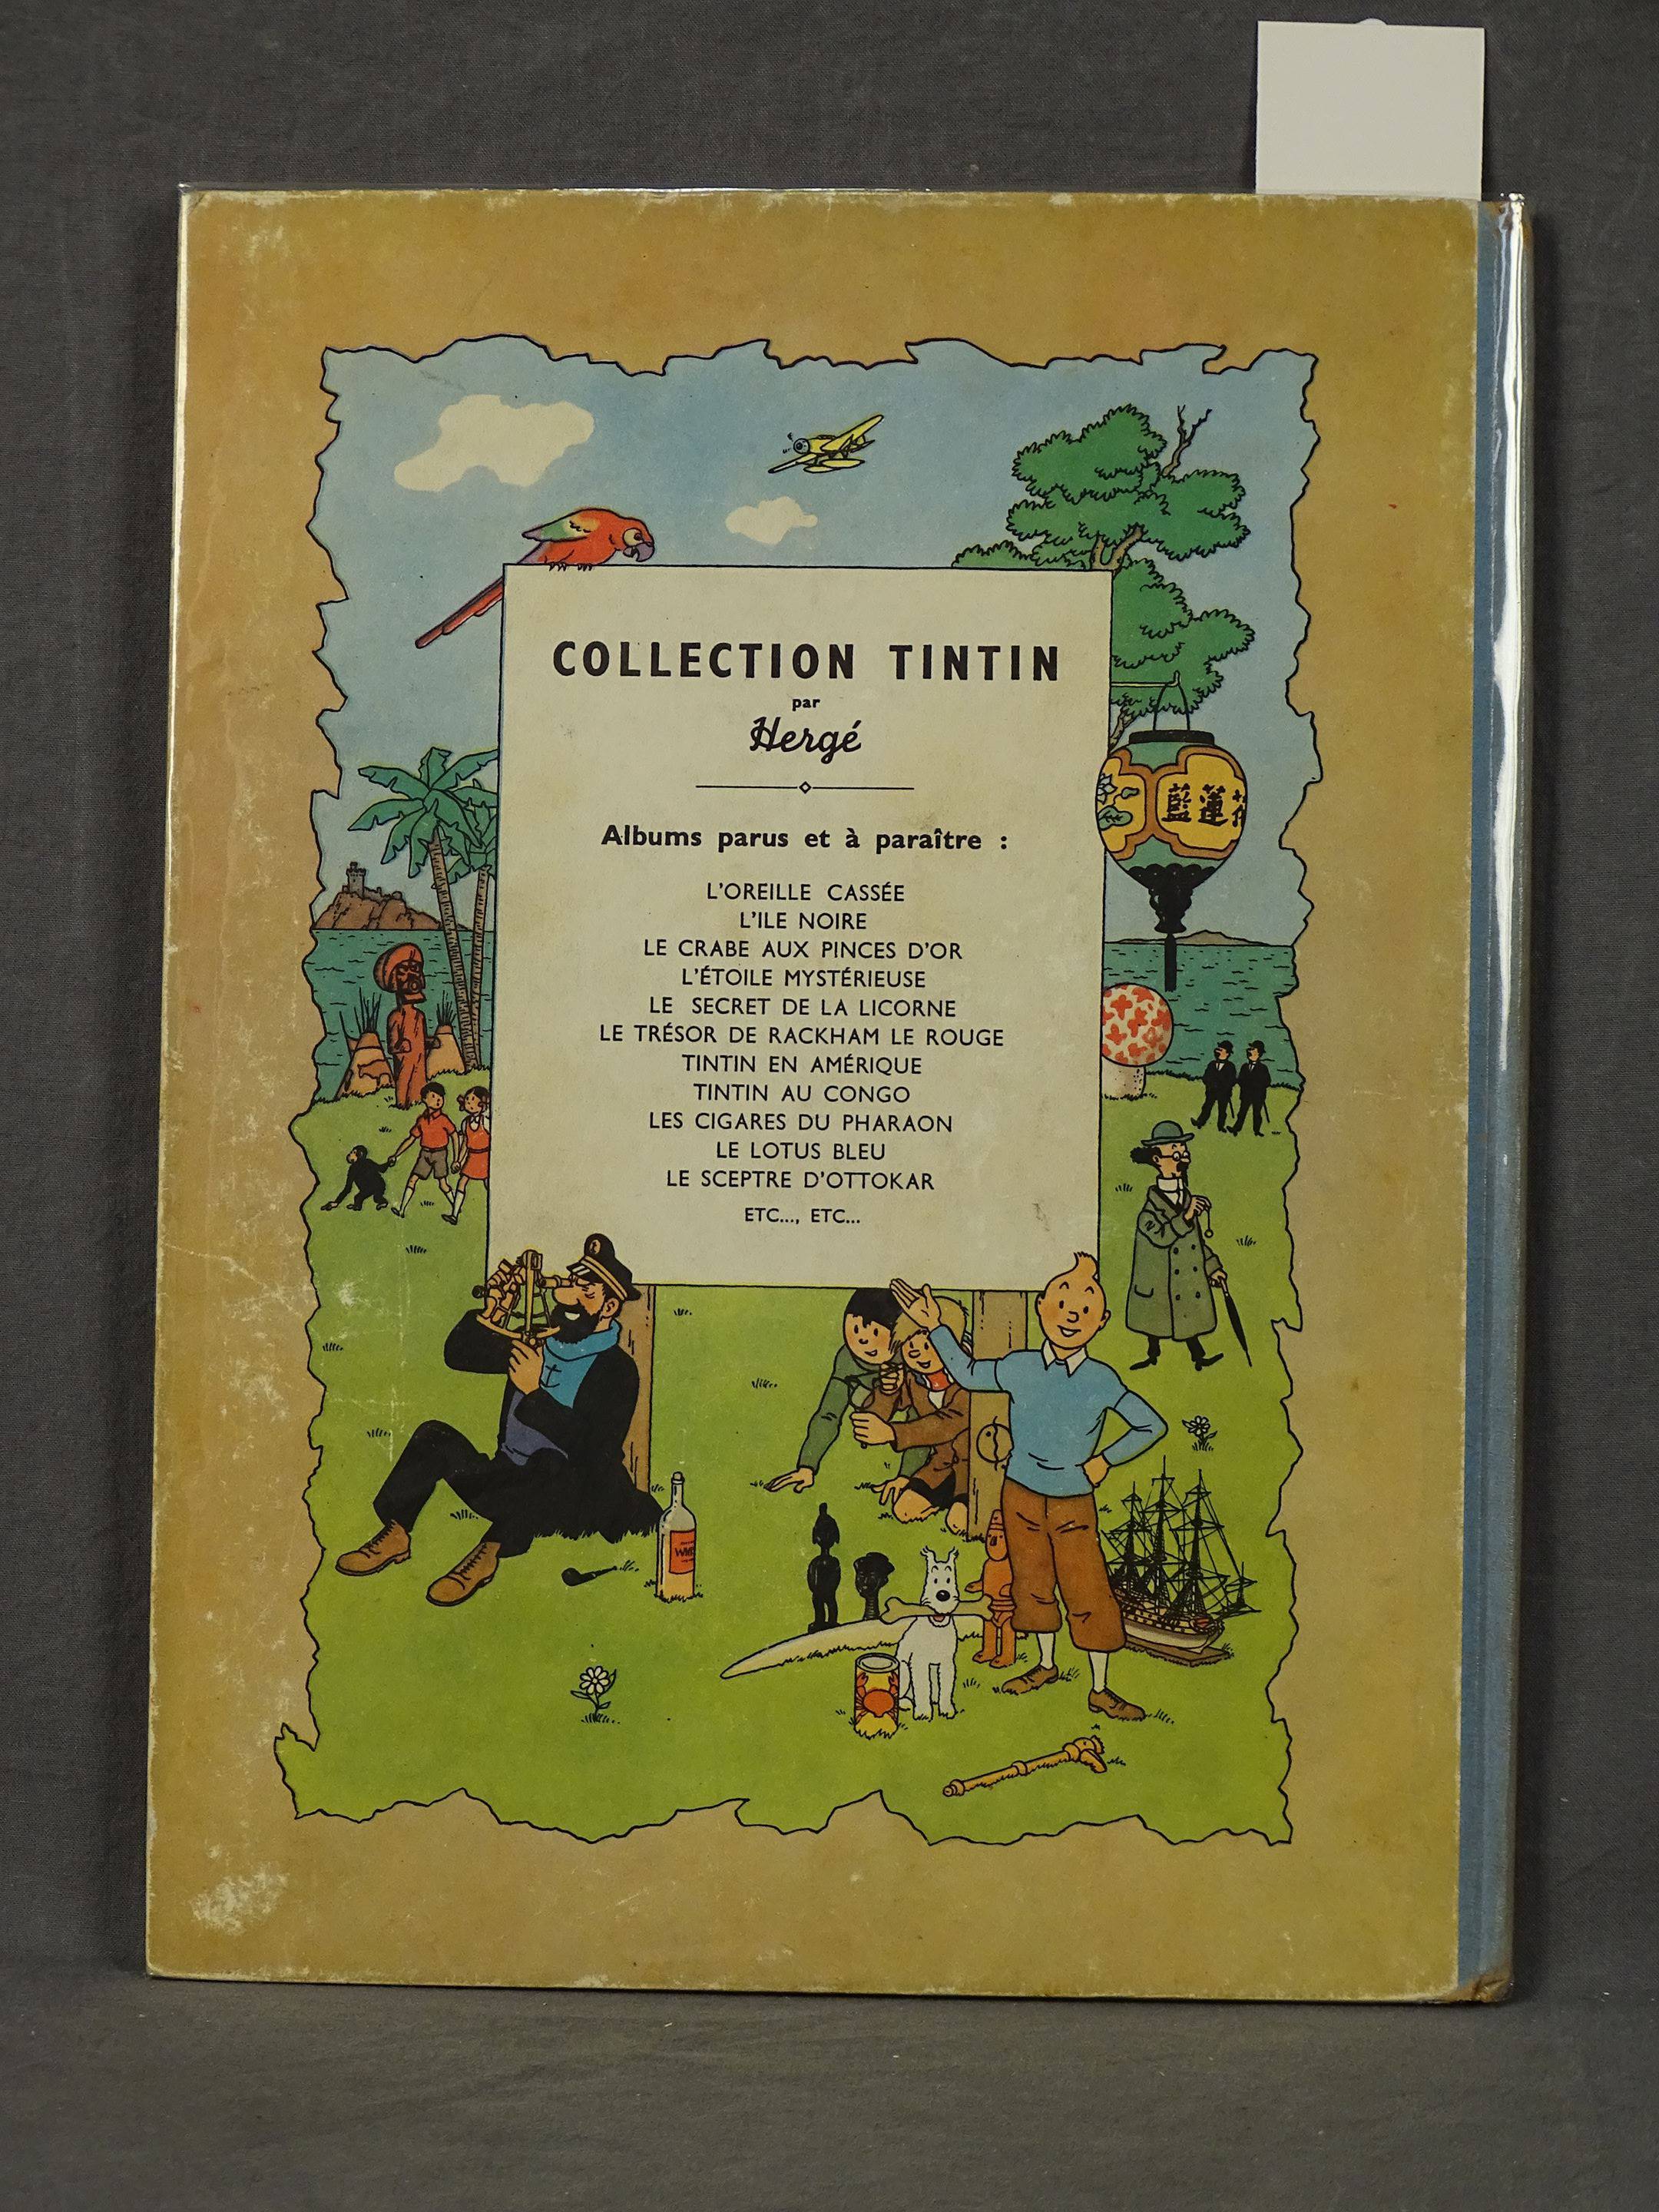 COLLECTION TINTIN
par
Hergé
Albums parus et à paraître :
L'OREILLE CASSÉE
L'ILE NOIRE
LE CRABE AUX PINCES D'OR
L'ÉTOILE MYSTÉRIEUSE
LE SECRET DE LA LICORNE
LE TRÉSOR DE RACKHAM LE ROUGE
TINTIN EN AMÉRIQUE
TINTIN AU CONGO
LES CIGARES DU PHARAON
LE LOTUS BLEU
LE SCEPTRE D'OTTOKAR
ETC..., ETC...
藍蓮